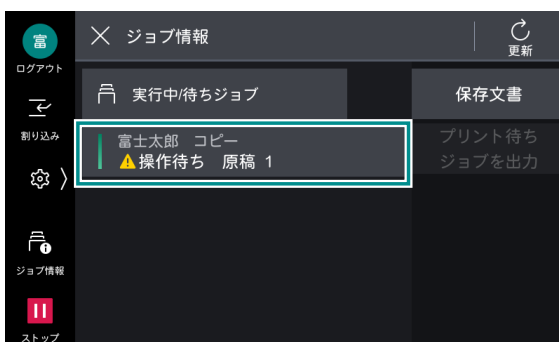 富
ログアウト
割り込み
ジョブ情報
ストップ
ジョブ情報
更新
実行中/待ちジョブ
富士太郎 コピー
操作待ち 原稿 1
保存文書
プリント待ち
ジョブを出力